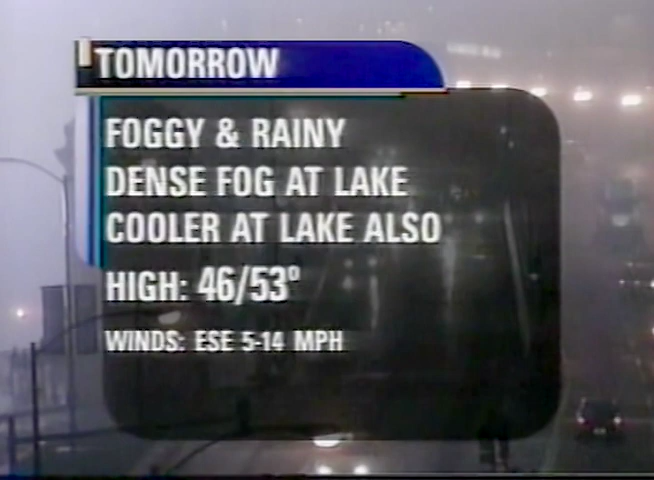 TOMORROW
FOGGY & RAINY
DENSE FOG AT LAKE
COOLER AT LAKE ALSO
HIGH: 46/53°
WINDS: ESE 5-14 MPH